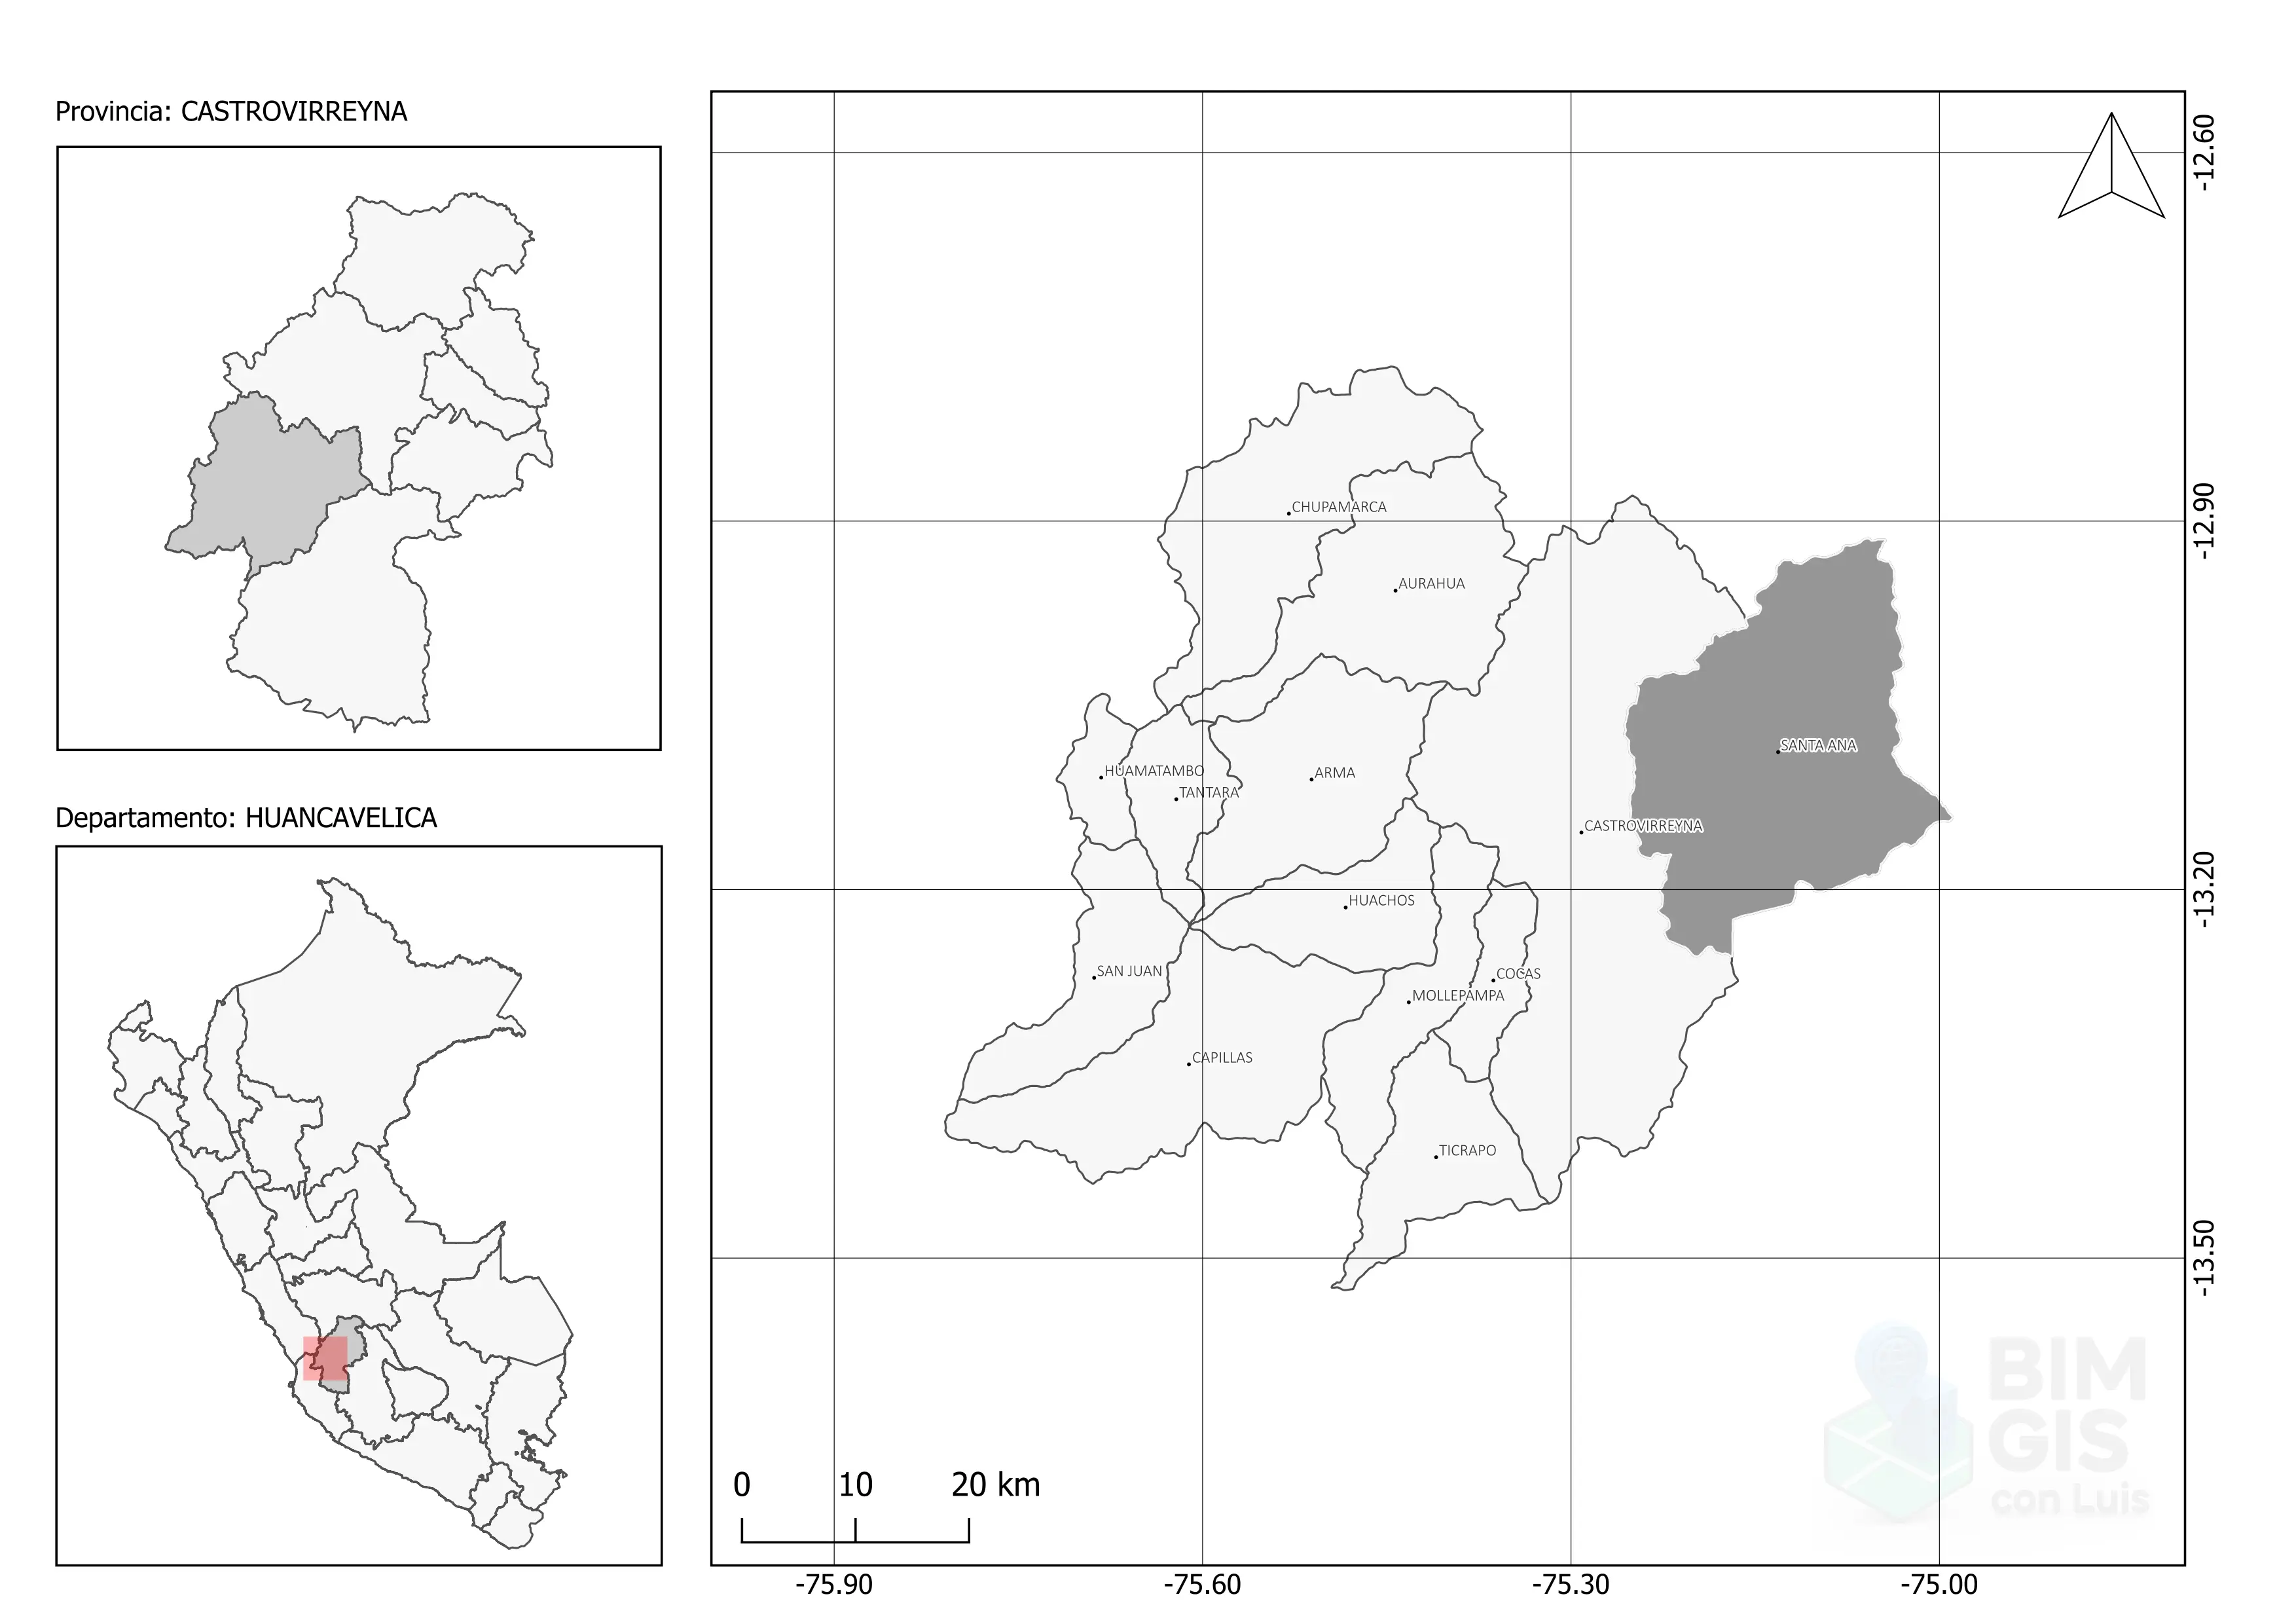 Provincia: CASTROVIRREYNA
Departamento: HUANCAVELICA
CHUPAMARCA
AURAHUA
SANTA ANA
HUAMATAMBO
ARMA
TANTARA
CASTROVIRREYNA
HUACHOS
SAN JUAN
COCAS
MOLLEPAMPA
CAPILLAS
TICRAPO
-12.60
-12.90
-13.20
-13.50
0 10 20 km
-75.90 -75.60 -75.30 -75.00
BIM
GIS
con Luis